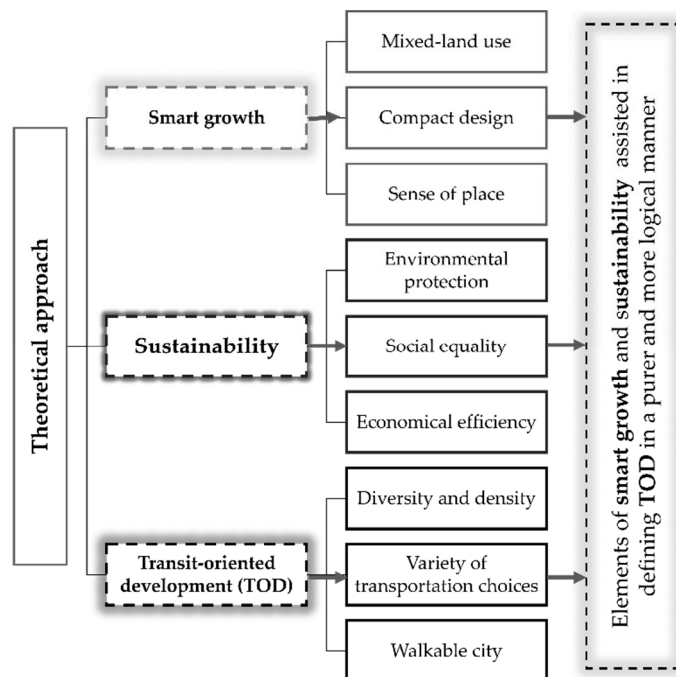 Theoretical approach
Smart growth
Mixed-land use
Compact design
Sense of place
Sustainability
Environmental
protection
Social equality
Economical efficiency
Transit-oriented
development (TOD)
Diversity and density
Variety of
transportation choices
Walkable city
Elements of smart growth and sustainability assisted in
defining TOD in a purer and more logical manner